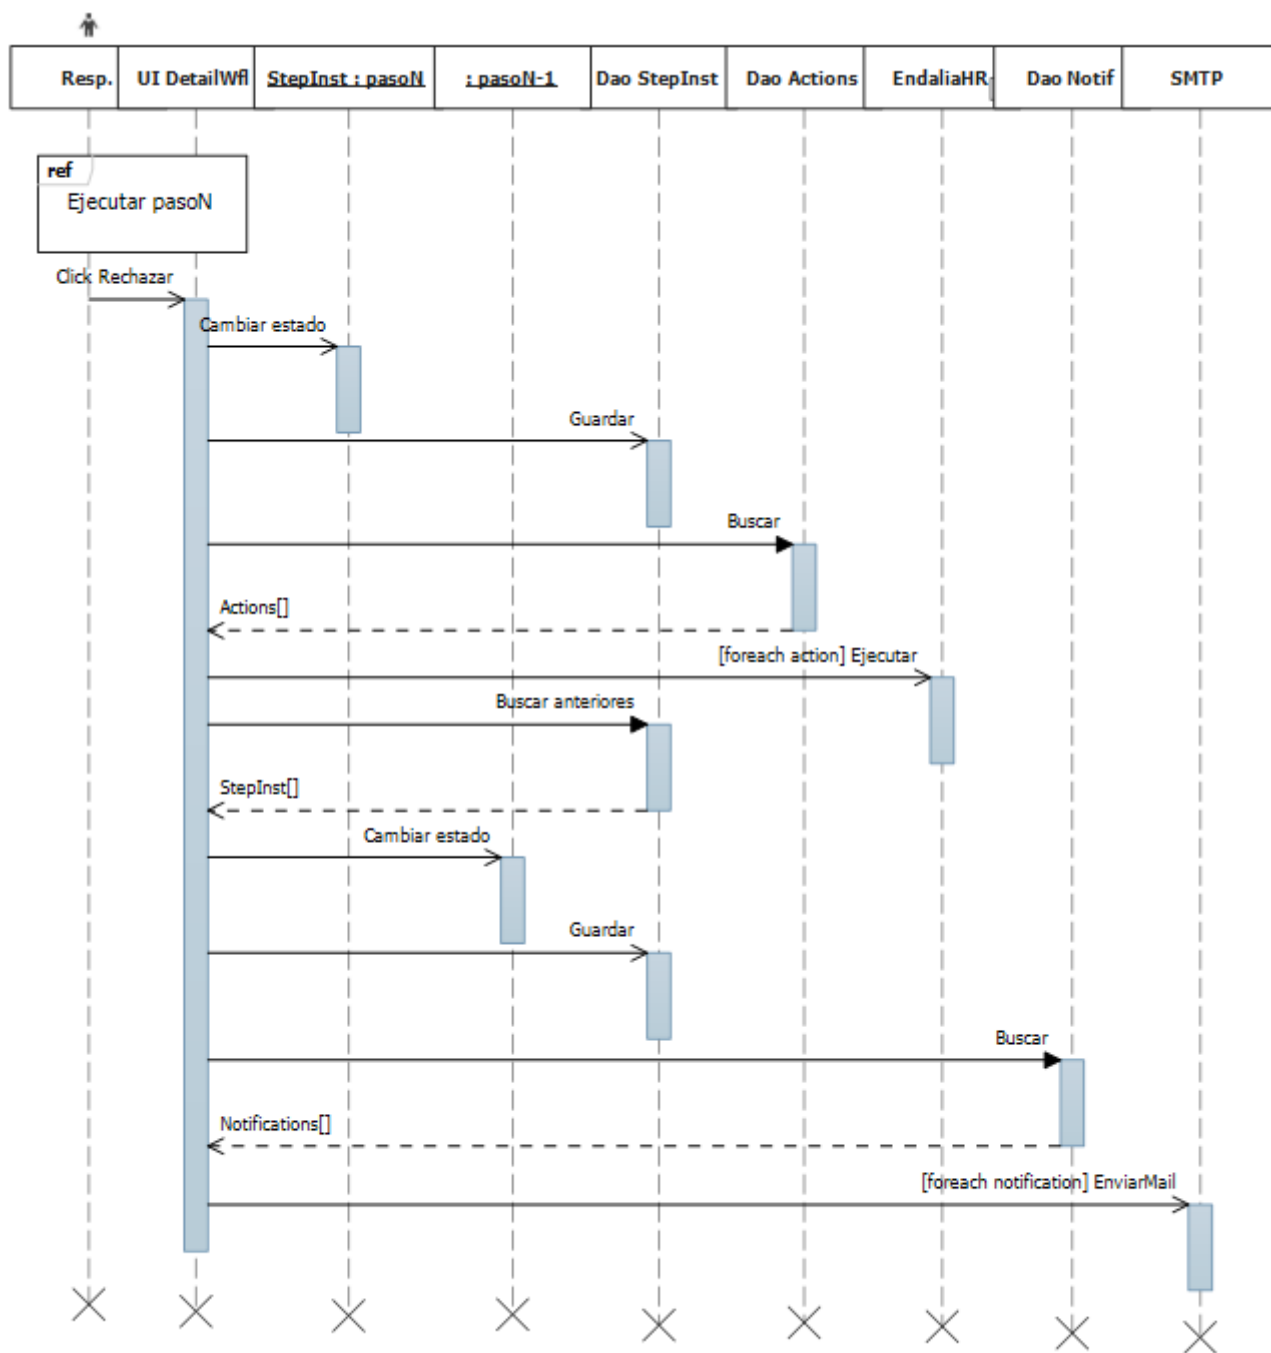 Resp.
UI DetailWfl
StepInst : pasoN
: pasoN-1
Dao StepInst
Dao Actions
EndaliaHR
Dao Notif
SMTP
ref
Ejecutar pasoN
Click Rechazar
Cambiar estado
Guardar
Buscar
Actions[]
[foreach action] Ejecutar
Buscar anteriores
StepInst[]
Cambiar estado
Guardar
Buscar
Notifications[]
[foreach notification] EnviarMail